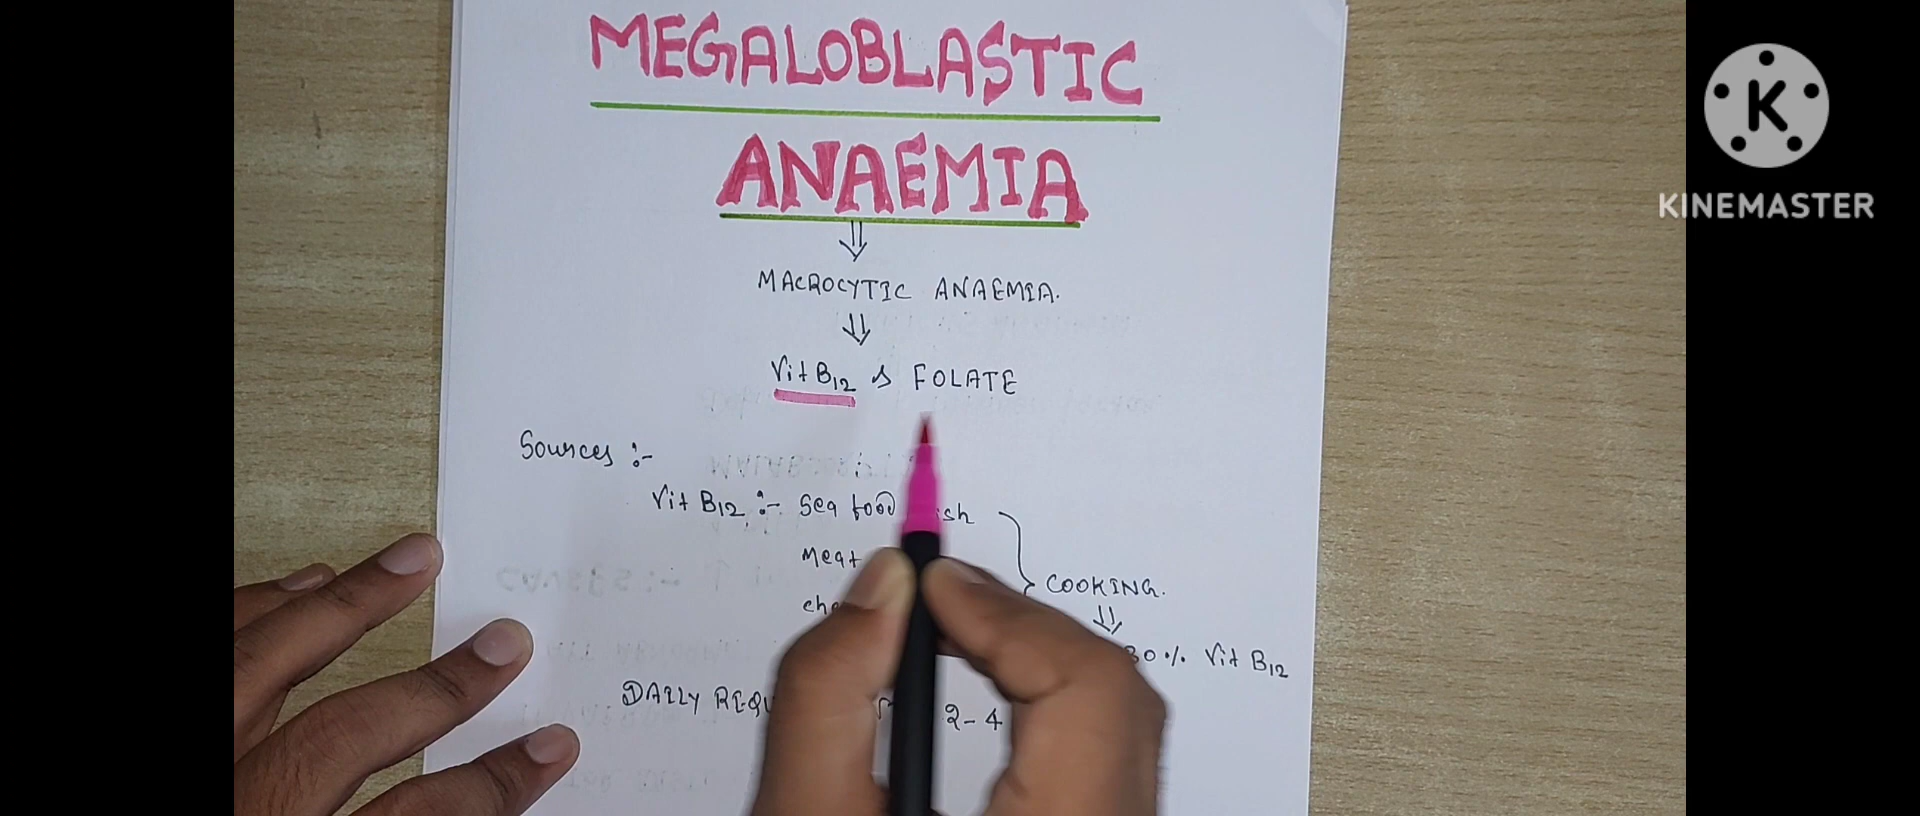 MEGALOBLASTIC
ANAEMIA
MACROCYTIC ANAEMIA.
Vit B12 & FOLATE
Sources :-
Vit B12 :- Sea food
Meat
COOKING.
Vit B12
DAILY
2-4
KINEMASTER